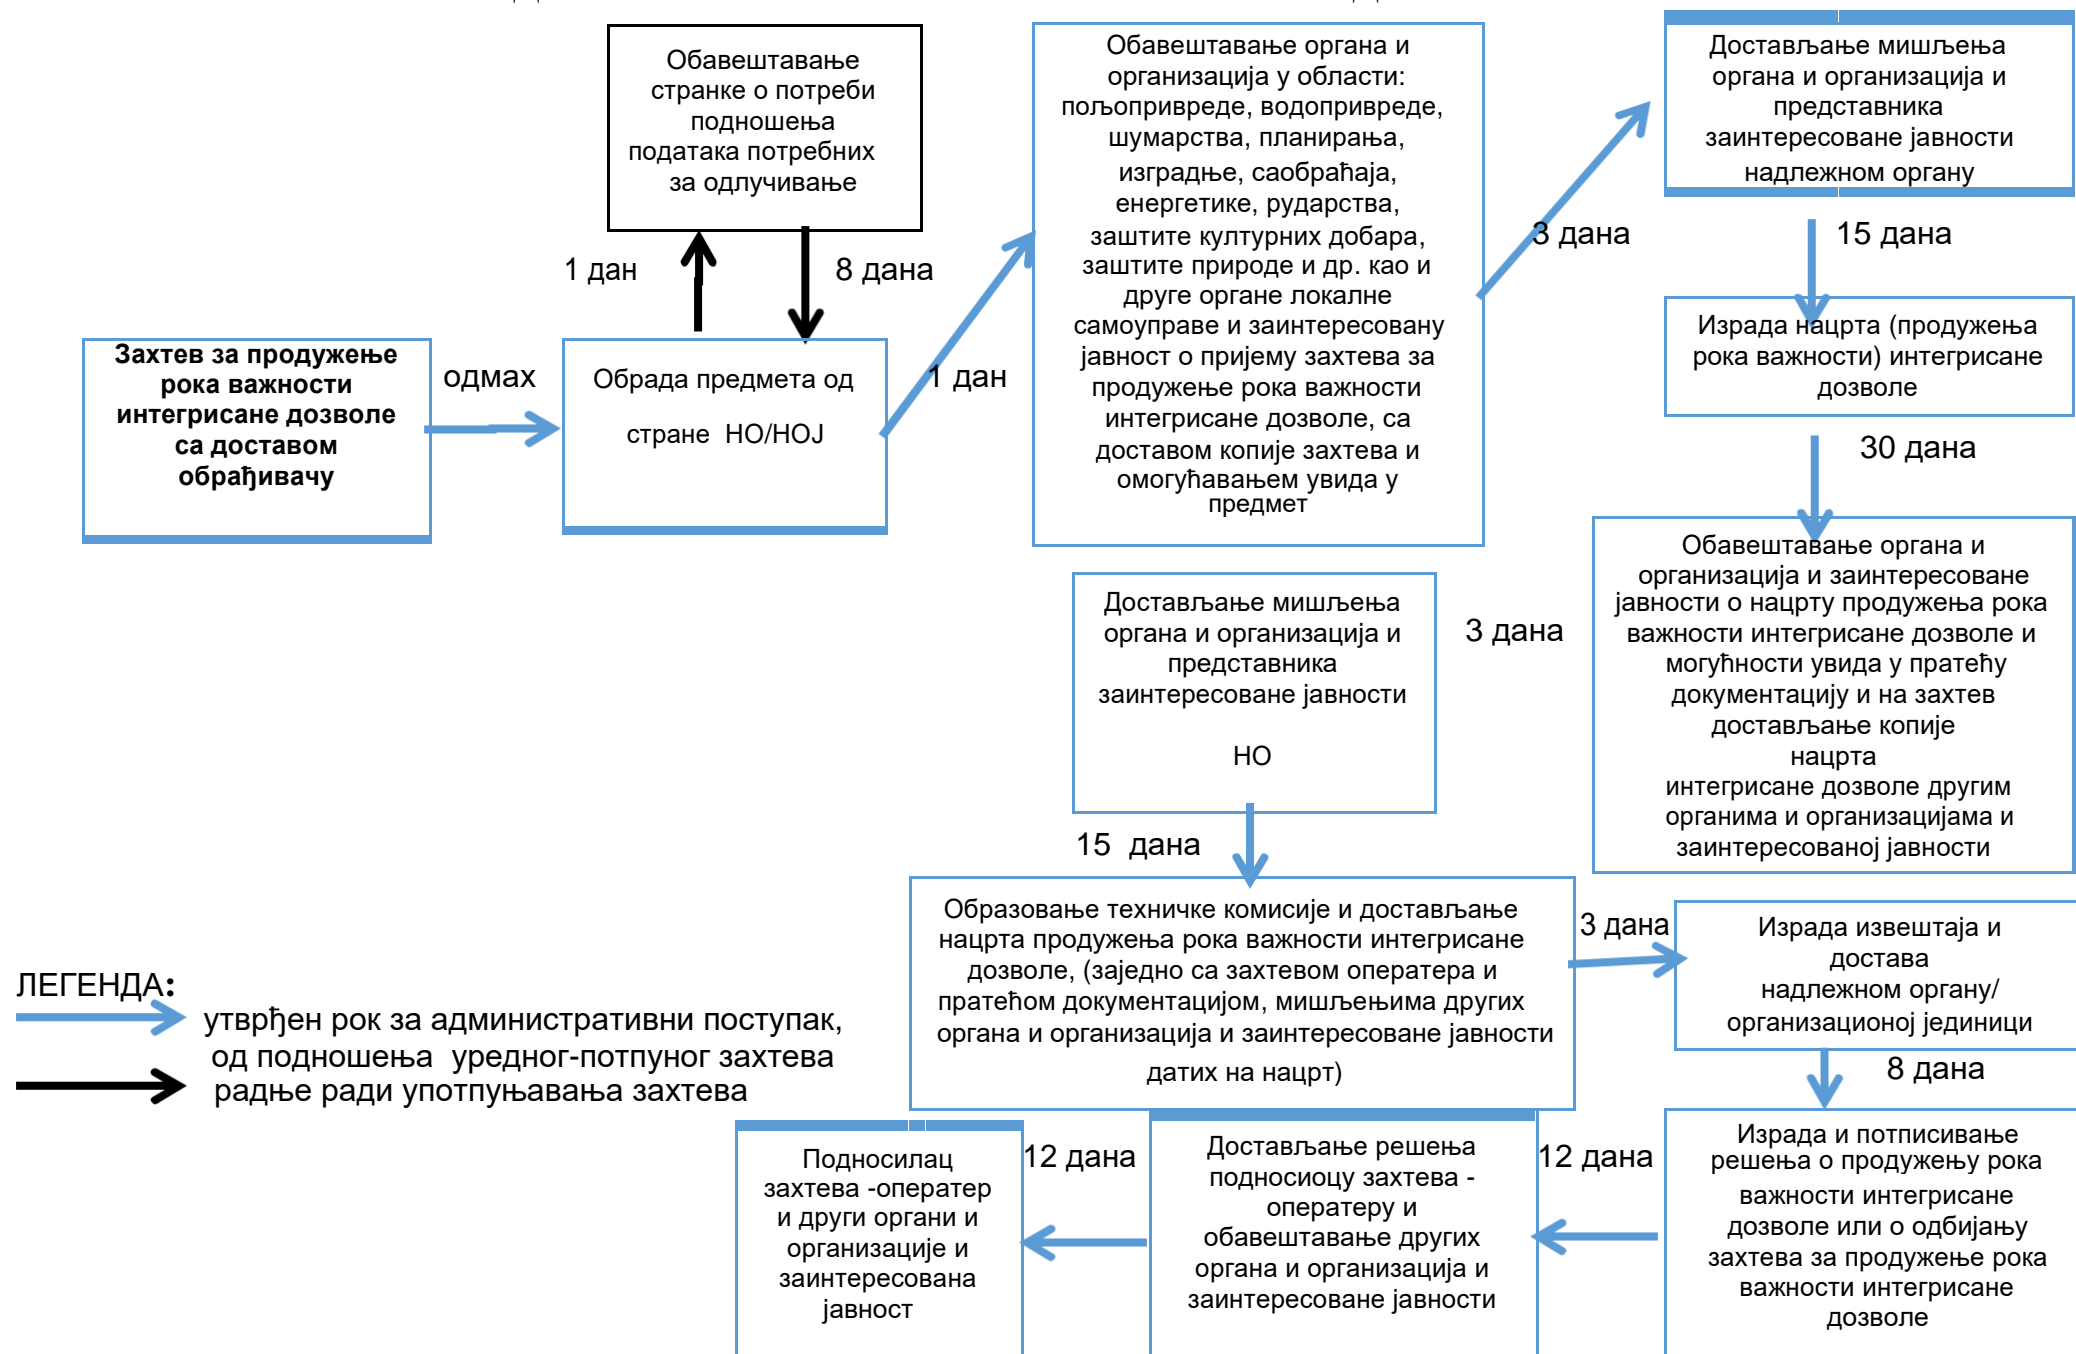 Обавештавање
странке о потреби
подношења
података потребних
за одлучивање
1 дан
8 дана
Захтев за продужење
рока важности
интегрисане дозволе
са доставом
обрађивачу
одмах
Обрада предмета од
стране НО/НОЈ
1 дан
Обавештавање органа и
организација у области:
пољопривреде, водопривреде,
шумарства, планирања,
изградње, саобраћаја,
енергетике, рударства,
заштите културних добара,
заштите природе и др. као и
друге органе локалне
самоуправе и заинтересовану
јавност о пријему захтева за
продужење рока важности
интегрисане дозволе, са
доставом копије захтева и
омогућавањем увида у
предмет
3 дана
Достављање мишљења
органа и организација и
представника
заинтересоване јавности
надлежном органу
15 дана
Израда нацрта (продужења
рока важности) интегрисане
дозволе
30 дана
Обавештавање органа и
организација и заинтересоване
јавности о нацрту продужења рока
важности интегрисане дозволе и
могућности увида у пратећу
документацију и на захтев
достављање копије
нацрта
интегрисане дозволе другим
органима и организацијама и
заинтересованој јавности
3 дана
Достављање мишљења
органа и организација и
представника
заинтересоване јавности
НО
15 дана
Образовање техничке комисије и достављање
нацрта продужења рока важности интегрисане
дозволе, (заједно са захтевом оператера и
пратећом документацијом, мишљењима других
органа и организација и заинтересоване јавности
датих на нацрт)
3 дана
Израда извештаја и
достава
надлежном органу/
организационој јединици
8 дана
Израда и потписивање
решења о продужењу рока
важности интегрисане
дозволе или о одбијању
захтева за продужење рока
важности интегрисане
дозволе
12 дана
Достављање решења
подносиоцу захтева -
оператеру и
обавештавање других
органа и организација и
заинтересоване јавности
12 дана
Подносилац
захтева -оператер
и други органи и
организације и
заинтересована
јавност
ЛЕГЕНДА:
утврђен рок за административни поступак,
од подношења уредног-потпуног захтева
радње ради употпуњавања захтева